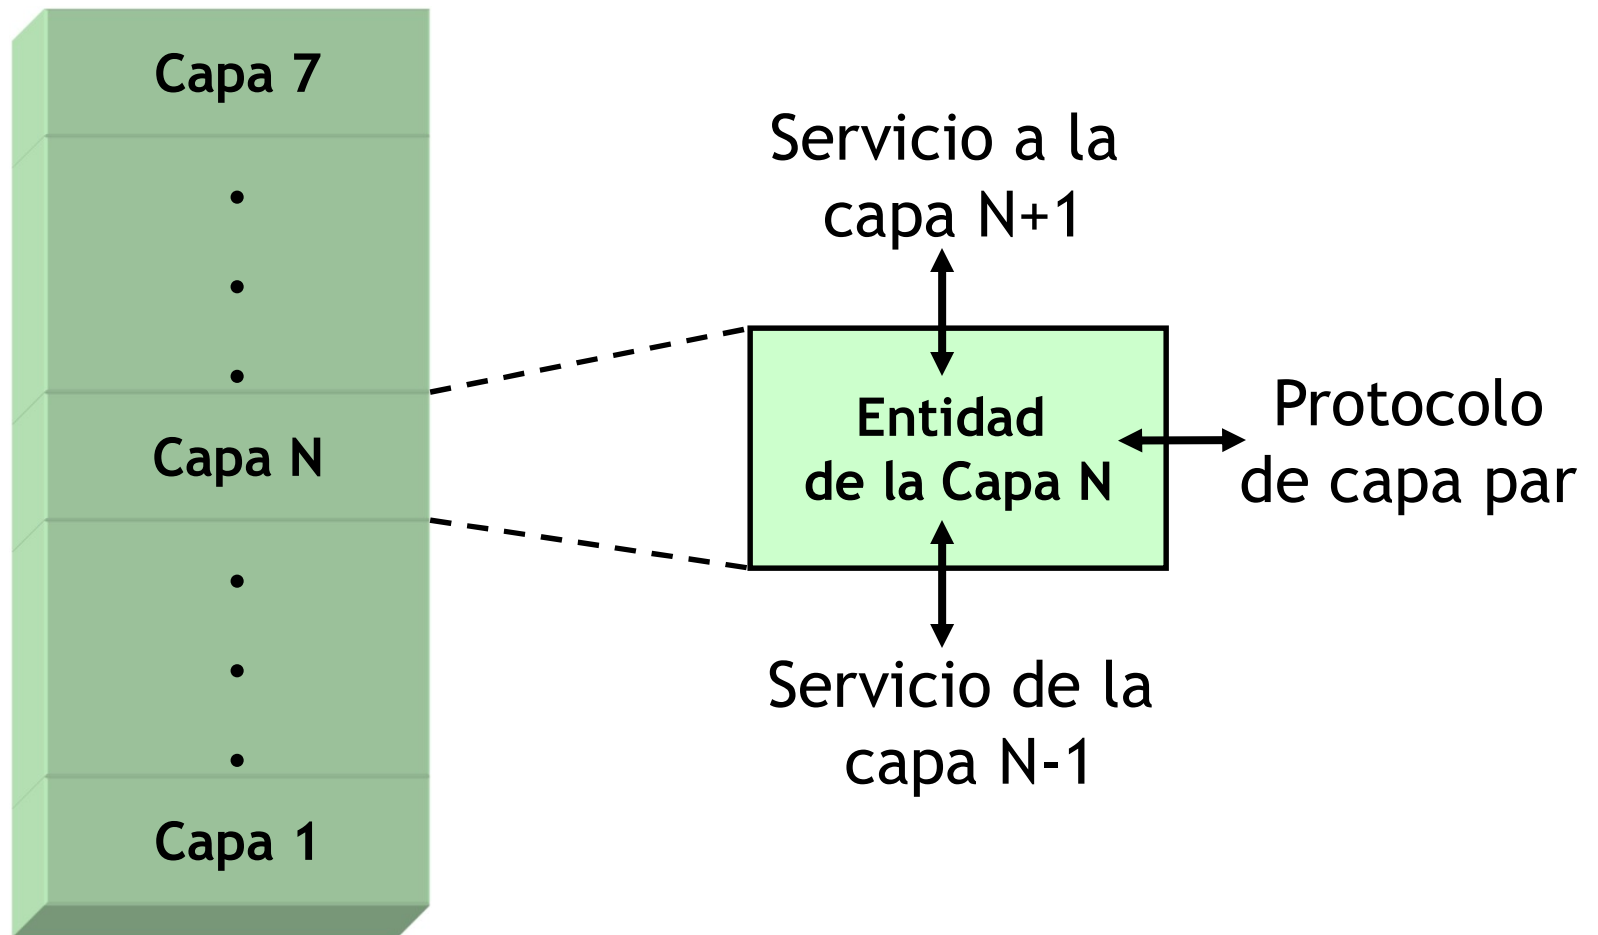 Capa 7
Capa N
Capa 1
Servicio a la
capa N+1
Entidad
de la Capa N
Protocolo
de capa par
Servicio de la
capa N-1